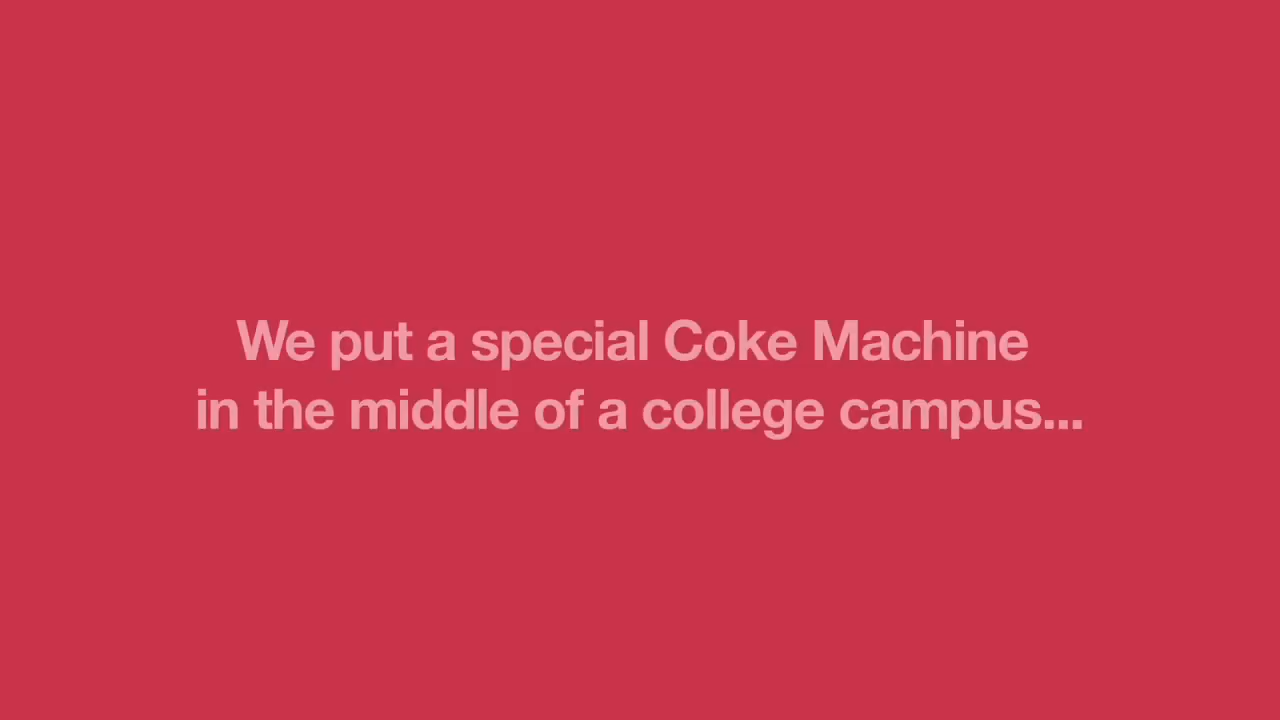 We put a special Coke Machine
in the middle of a college campus...